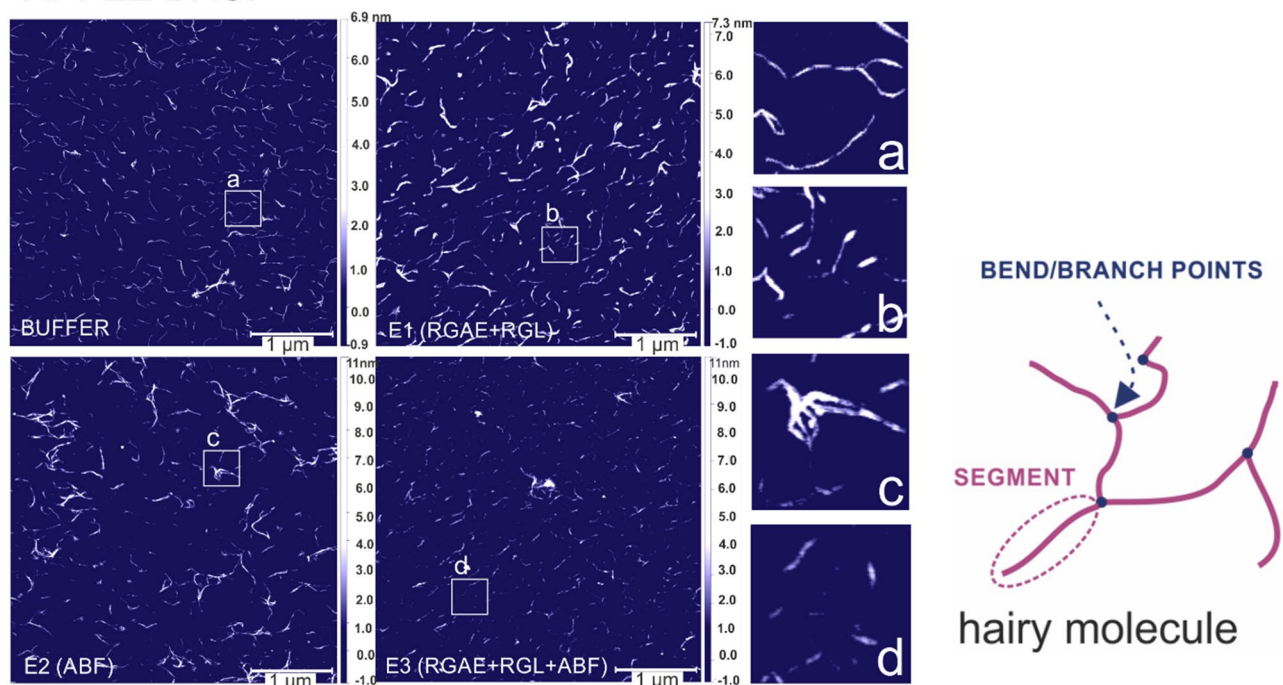 6.9 nm
6.0
5.0
4.0
3.0
2.0
1.0
0.0
-0.9
a
BUFFER
1 µm
7.3 nm
7.0
6.0
5.0
4.0
3.0
2.0
1.0
0.0
-1.0
b
E1 (RGAE+RGL)
1 µm
a
b
11nm
10.0
9.0
8.0
7.0
6.0
5.0
4.0
3.0
2.0
1.0
0.0
-1.0
c
E2 (ABF)
1 µm
11nm
10.0
9.0
8.0
7.0
6.0
5.0
4.0
3.0
2.0
1.0
0.0
-1.0
d
E3 (RGAE+RGL+ABF)
1 µm
c
d
BEND/BRANCH POINTS
SEGMENT
hairy molecule